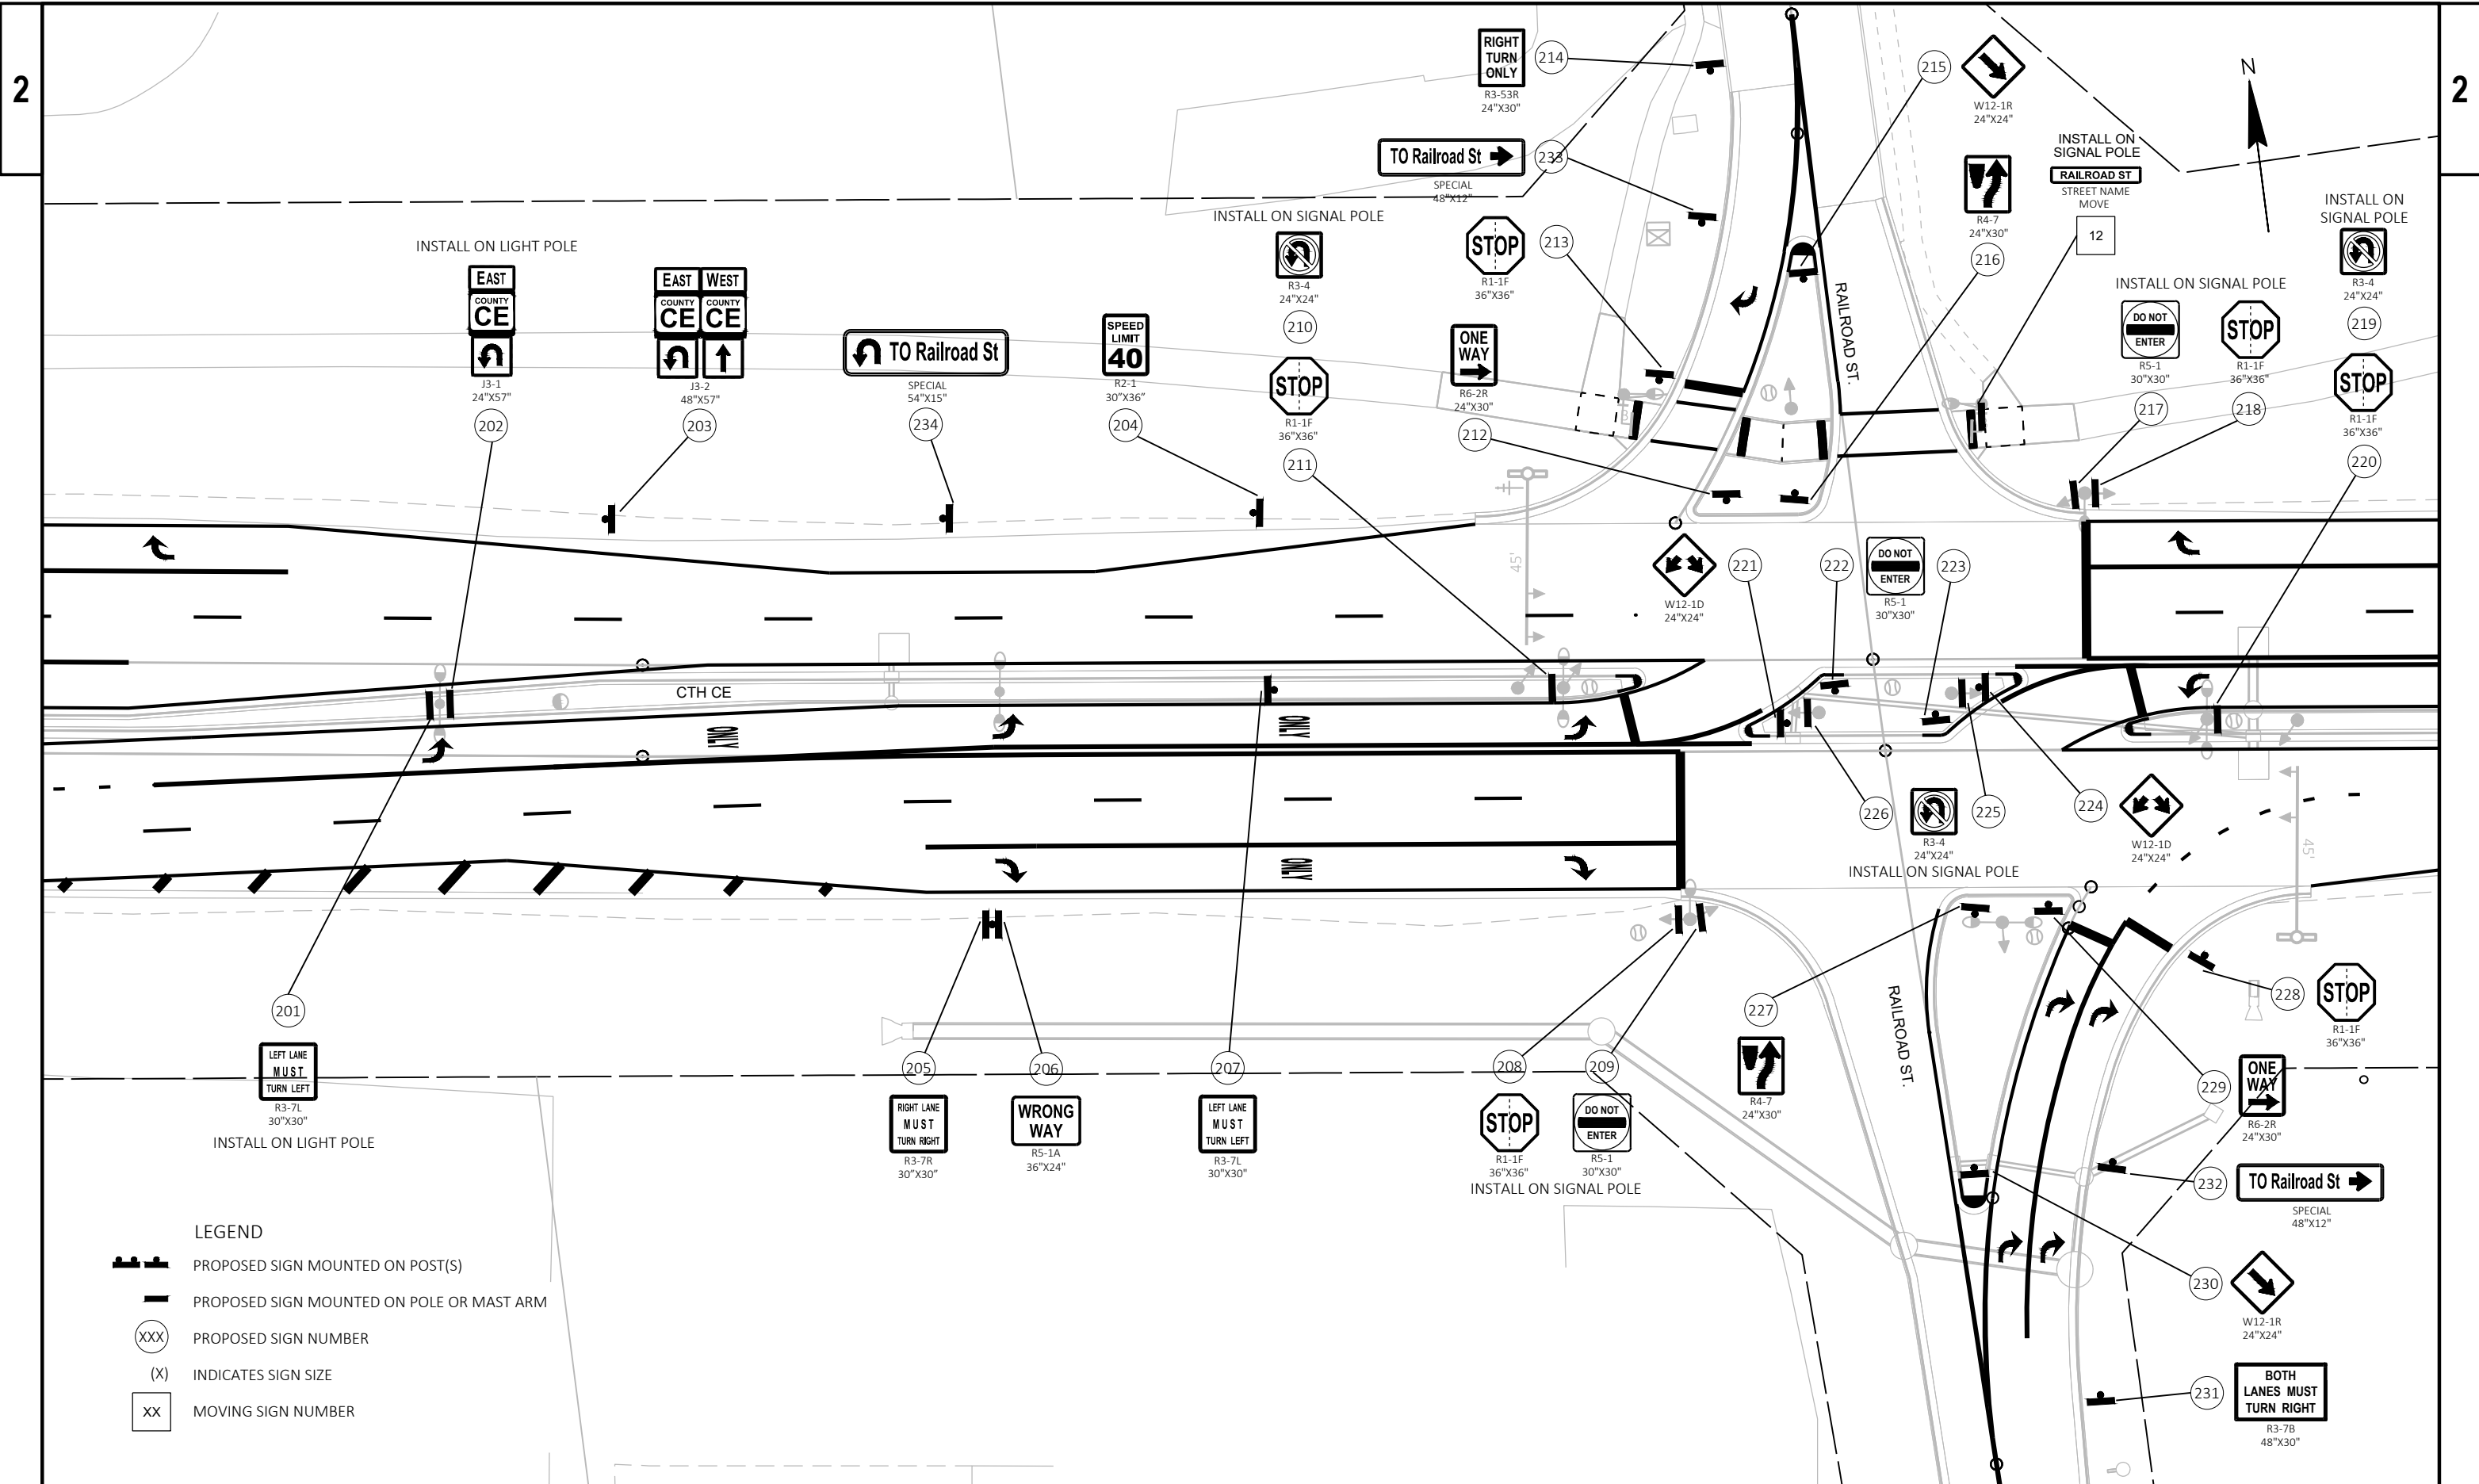 2
2
RIGHT
TURN
ONLY
R3-53R
24"X30"
214
TO Railroad St
SPECIAL
48"X12"
233
215
W12-1R
24"X24"
N
INSTALL ON
SIGNAL POLE
RAILROAD ST
STREET NAME
MOVE
12
R4-7
24"X30"
216
INSTALL ON LIGHT POLE
EAST
COUNTY
CE
J3-1
24"X57"
202
EAST WEST
COUNTY COUNTY
CE CE
J3-2
48"X57"
203
TO Railroad St
SPECIAL
54"X15"
234
SPEED
LIMIT
40
R2-1
30"X36"
204
INSTALL ON SIGNAL POLE
R3-4
24"X24"
210
STOP
R1-1F
36"X36"
211
STOP
R1-1F
36"X36"
213
ONE
WAY
R6-2R
24"X30"
212
RAILROAD ST.
INSTALL ON SIGNAL POLE
DO NOT
ENTER
R5-1
30"X30"
217
STOP
R1-1F
36"X36"
218
INSTALL ON
SIGNAL POLE
R3-4
24"X24"
219
STOP
R1-1F
36"X36"
220
45'
W12-1D
24"X24"
221
222
DO NOT
ENTER
R5-1
30"X30"
223
CTH CE
ONLY
ONLY
ONLY
226
R3-4
24"X24"
225
INSTALL ON SIGNAL POLE
224
W12-1D
24"X24"
45'
201
LEFT LANE
MUST
TURN LEFT
R3-7L
30"X30"
INSTALL ON LIGHT POLE
205
RIGHT LANE
MUST
TURN RIGHT
R3-7R
30"X30"
206
WRONG
WAY
R5-1A
36"X24"
207
LEFT LANE
MUST
TURN LEFT
R3-7L
30"X30"
208
STOP
R1-1F
36"X36"
209
DO NOT
ENTER
R5-1
30"X30"
INSTALL ON SIGNAL POLE
227
R4-7
24"X30"
RAILROAD ST.
228
STOP
R1-1F
36"X36"
229
ONE
WAY
R6-2R
24"X30"
232
TO Railroad St
SPECIAL
48"X12"
230
W12-1R
24"X24"
231
BOTH
LANES MUST
TURN RIGHT
R3-7B
48"X30"
LEGEND
PROPOSED SIGN MOUNTED ON POST(S)
PROPOSED SIGN MOUNTED ON POLE OR MAST ARM
XXX PROPOSED SIGN NUMBER
(X) INDICATES SIGN SIZE
XX MOVING SIGN NUMBER